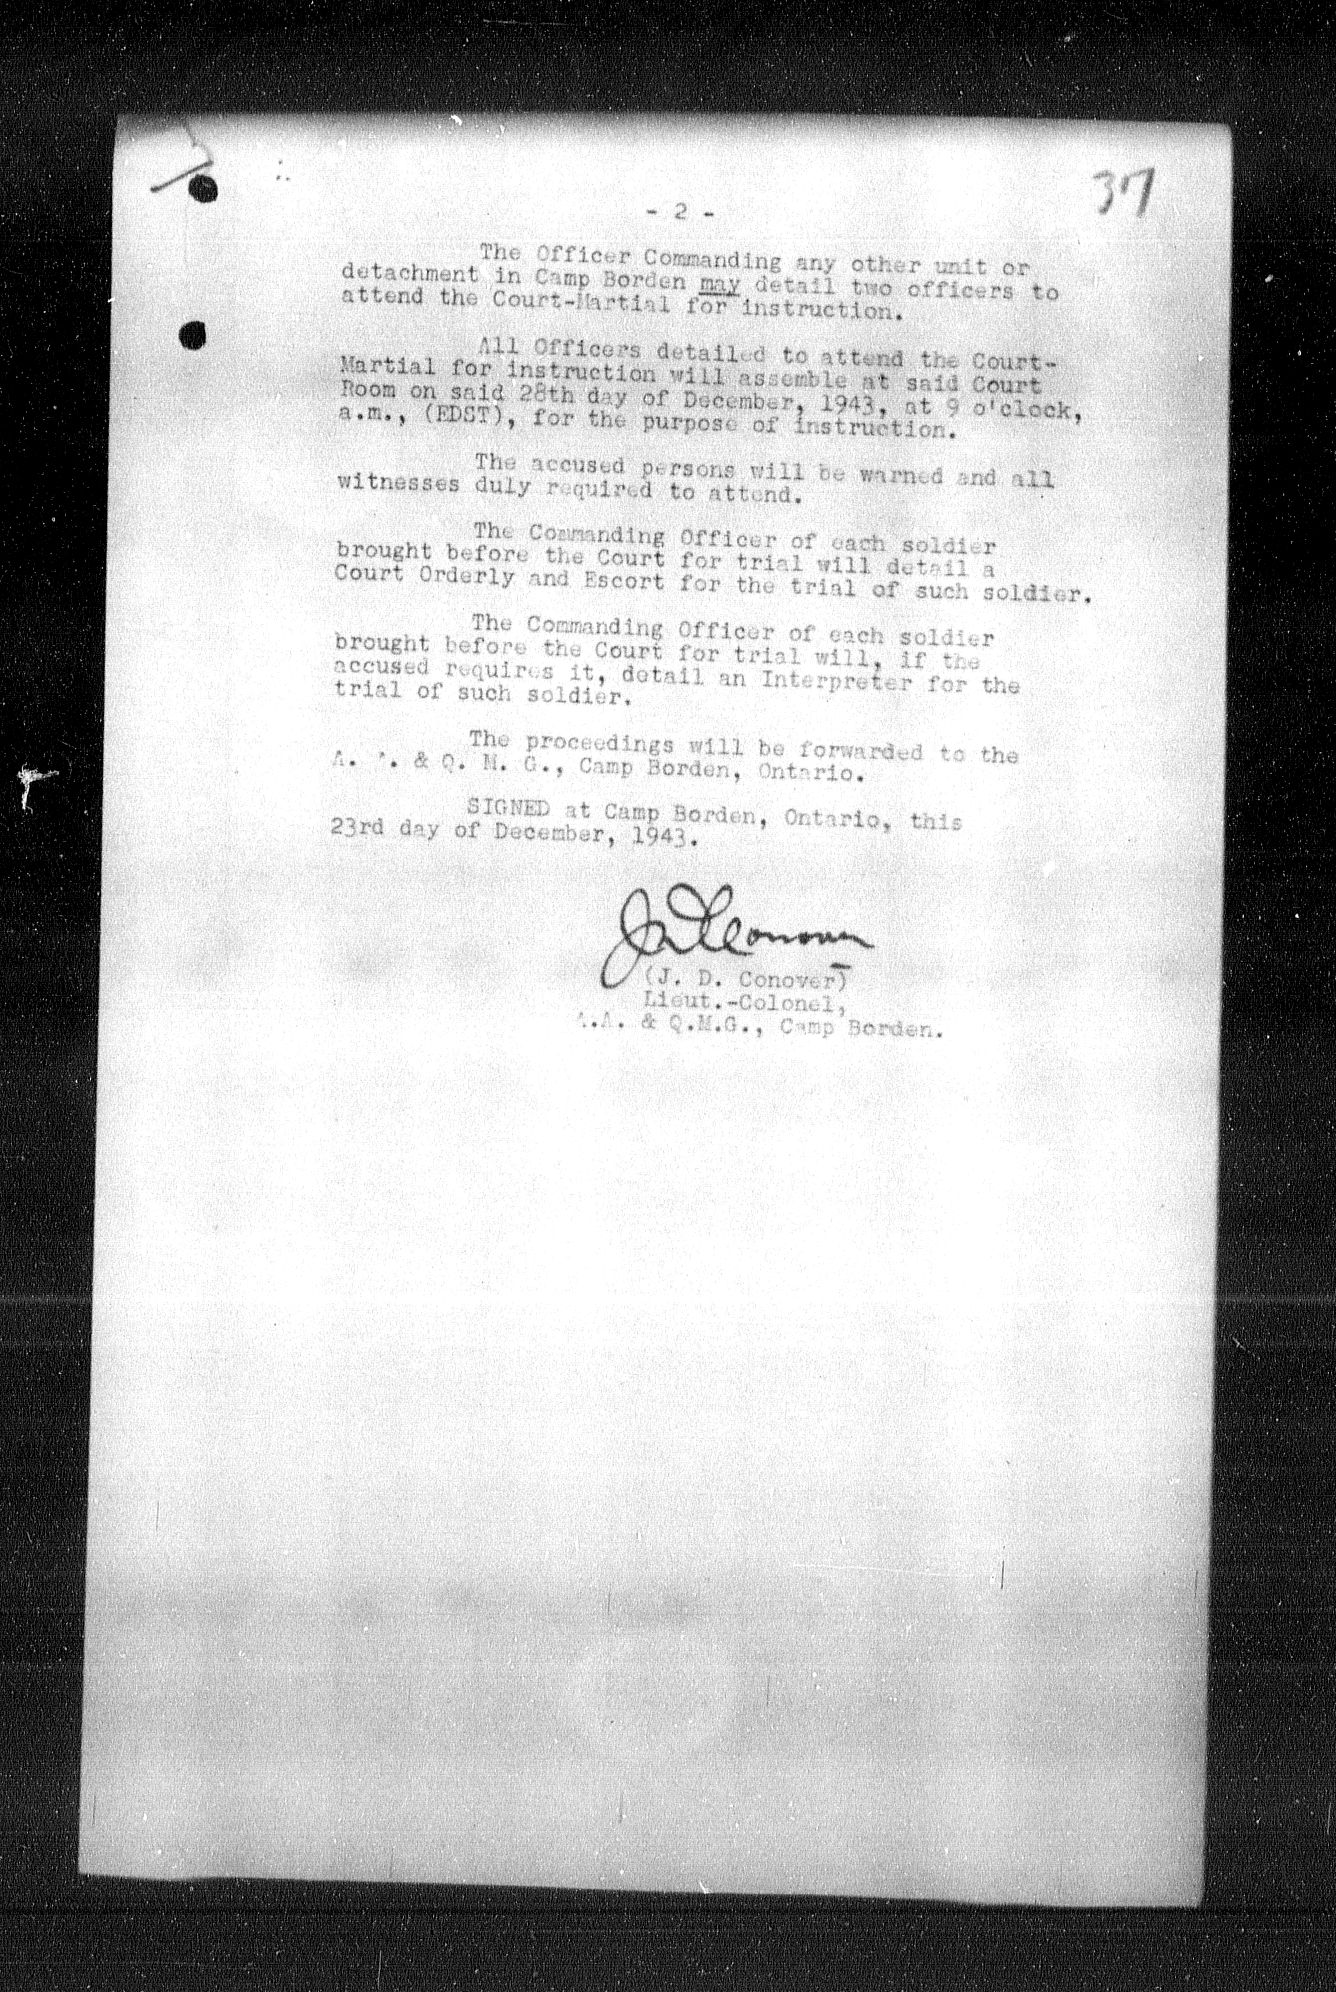 37
- 2 -
The Officer Commanding any other unit or
detachment in Camp Borden may detail two officers to
attend the Court-Martial for instruction.
All Officers detailed to attend the Court-
Martial for instruction will assemble at said Court
Room on said 28th day of December, 1943, at 9 o'clock,
a.m., (EDST), for the purpose of instruction.
The accused persons will be warned and all
witnesses duly required to attend.
The Commanding Officer of each soldier
brought before the Court for trial will detail a
Court Orderly and Escort for the trial of such soldier.
The Commanding Officer of each soldier
brought before the Court for trial will, if the
accused requires it, detail an Interpreter for the
trial of such soldier.
The proceedings will be forwarded to the
A. A. & Q. M. G., Camp Borden, Ontario.
SIGNED at Camp Borden, Ontario, this
23rd day of December, 1943.
J D Conover
(J. D. Conover)
Lieut.-Colonel,
A.A. & Q.M.G., Camp Borden.